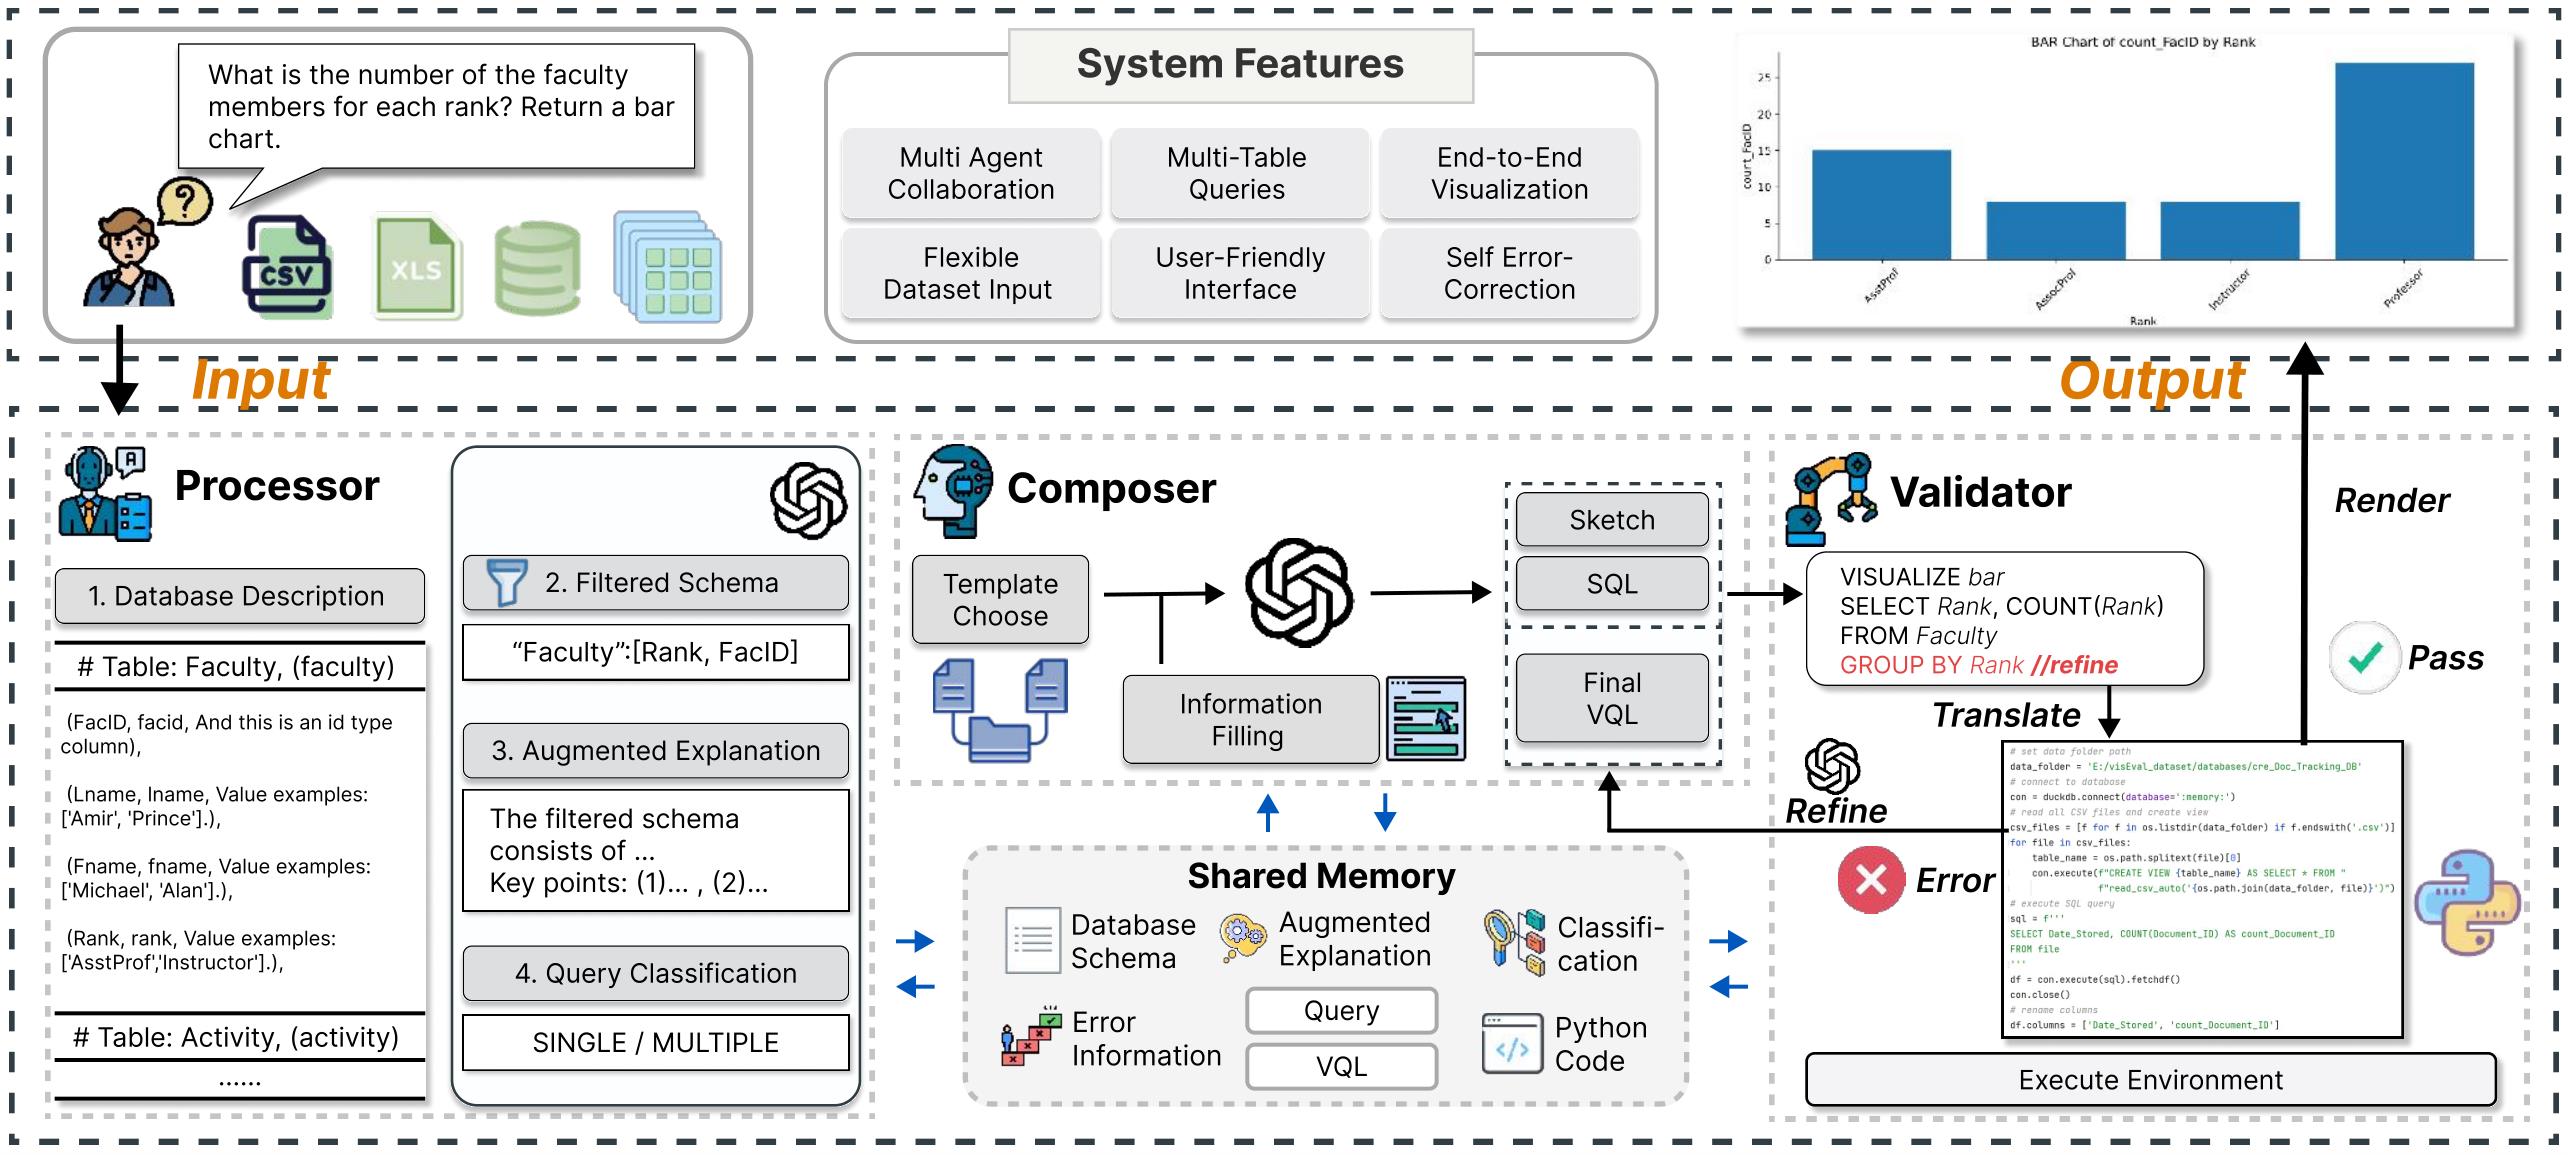 What is the number of the faculty
members for each rank? Return a bar
chart.
?
CSV
XLS
System Features
Multi Agent
Collaboration
Multi-Table
Queries
End-to-End
Visualization
Flexible
Dataset Input
User-Friendly
Interface
Self Error-
Correction
BAR Chart of count_FacID by Rank
count_FacID
25
20
15
10
5
0
AsstProf
AssocProf
Instructor
Professor
Rank
Input
Output
Processor
A
1. Database Description
# Table: Faculty, (faculty)
(FacID, facid, And this is an id type
column),
(Lname, lname, Value examples:
['Amir', 'Prince'].),
(Fname, fname, Value examples:
['Michael', 'Alan'].),
(Rank, rank, Value examples:
['AsstProf','Instructor'].),
# Table: Activity, (activity)
......
2. Filtered Schema
“Faculty”:[Rank, FacID]
3. Augmented Explanation
The filtered schema
consists of ...
Key points: (1)... , (2)...
4. Query Classification
SINGLE / MULTIPLE
Composer
Template
Choose
Information
Filling
Sketch
SQL
Final
VQL
Shared Memory
Database
Schema
Augmented
Explanation
Classifi-
cation
Error
Information
Query
VQL
</>
Python
Code
Validator
VISUALIZE bar
SELECT Rank, COUNT(Rank)
FROM Faculty
GROUP BY Rank //refine
Translate
Render
Pass
Refine
Error
# set data folder path
data_folder = 'E:/visEval_dataset/databases/cre_Doc_Tracking_DB'
# connect to database
con = duckdb.connect(database=':memory:')
# read all CSV files and create view
csv_files = [f for f in os.listdir(data_folder) if f.endswith('.csv')]
for file in csv_files:
table_name = os.path.splitext(file)[0]
con.execute(f"CREATE VIEW {table_name} AS SELECT * FROM "
f"read_csv_auto('{os.path.join(data_folder, file)}')")
# execute SQL query
sql = f'''
SELECT Date_Stored, COUNT(Document_ID) AS count_Document_ID
FROM file
'''
df = con.execute(sql).fetchdf()
con.close()
# rename columns
df.columns = ['Date_Stored', 'count_Document_ID']
Execute Environment